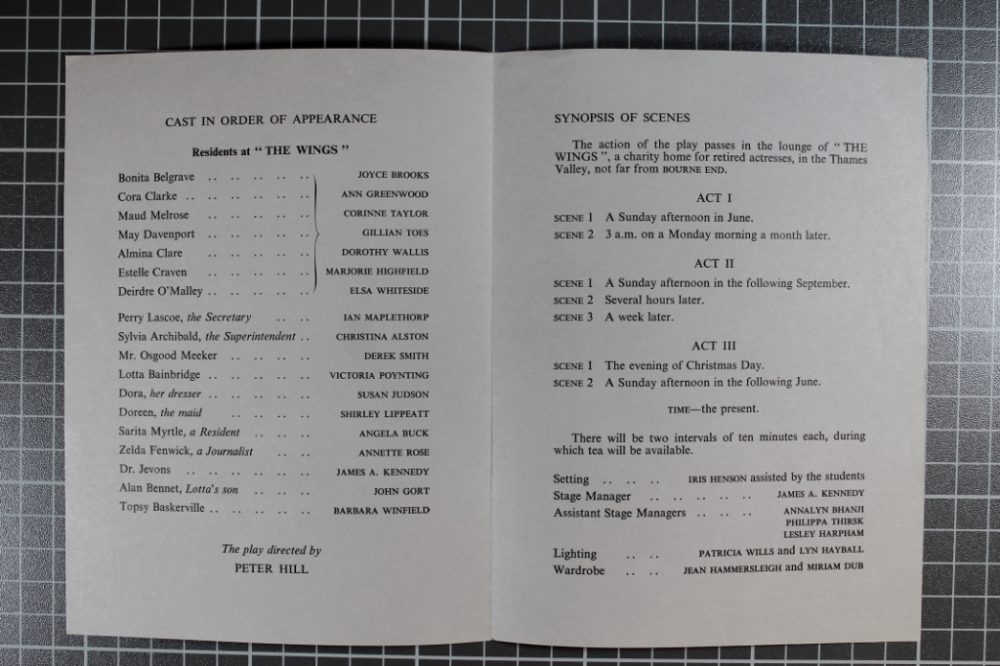 CAST IN ORDER OF APPEARANCE
Residents at "THE WINGS"
Bonita Belgrave .. .. .. .. .. JOYCE BROOKS
Cora Clarke .. .. .. .. .. .. ANN GREENWOOD
Maud Melrose .. .. .. .. .. CORINNE TAYLOR
May Davenport .. .. .. .. .. GILLIAN TOES
Almina Clare .. .. .. .. .. DOROTHY WALLIS
Estelle Craven .. .. .. .. .. MARJORIE HIGHFIELD
Deirdre O'Malley .. .. .. .. .. ELSA WHITESIDE
Perry Lascoe, the Secretary .. .. IAN MAPLETHORP
Sylvia Archibald, the Superintendent .. CHRISTINA ALSTON
Mr. Osgood Meeker .. .. .. .. DEREK SMITH
Lotta Bainbridge .. .. .. .. .. VICTORIA POYNTING
Dora, her dresser .. .. .. .. .. SUSAN JUDSON
Doreen, the maid .. .. .. .. SHIRLEY LIPPEATT
Sarita Myrtle, a Resident .. .. .. ANGELA BUCK
Zelda Fenwick, a Journalist .. .. ANNETTE ROSE
Dr. Jevons .. .. .. .. .. .. JAMES A. KENNEDY
Alan Bennet, Lotta's son .. .. .. JOHN GORT
Topsy Baskerville .. .. .. .. .. BARBARA WINFIELD
The play directed by
PETER HILL
SYNOPSIS OF SCENES
The action of the play passes in the lounge of "THE
WINGS", a charity home for retired actresses, in the Thames
Valley, not far from BOURNE END.
ACT I
SCENE 1 A Sunday afternoon in June.
SCENE 2 3 a.m. on a Monday morning a month later.
ACT II
SCENE 1 A Sunday afternoon in the following September.
SCENE 2 Several hours later.
SCENE 3 A week later.
ACT III
SCENE 1 The evening of Christmas Day.
SCENE 2 A Sunday afternoon in the following June.
TIME—the present.
There will be two intervals of ten minutes each, during
which tea will be available.
Setting .. .. .. IRIS HENSON assisted by the students
Stage Manager .. .. .. .. .. JAMES A. KENNEDY
Assistant Stage Managers .. .. .. ANNALYN BHANJI
PHILIPPA THIRSK
LESLEY HARPHAM
Lighting .. .. PATRICIA WILLS and LYN HAYBALL
Wardrobe .. .. JEAN HAMMERSLEIGH and MIRIAM DUB